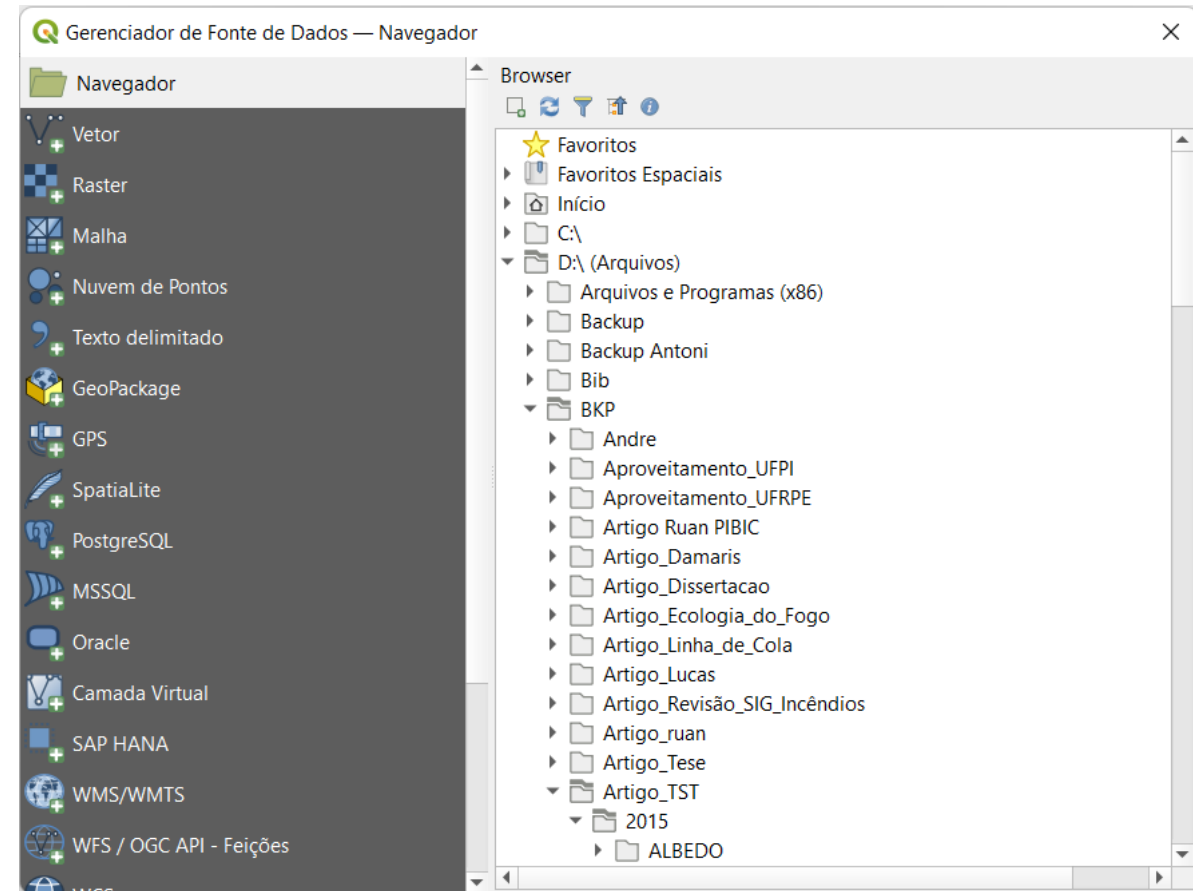 Gerenciador de Fonte de Dados — Navegador
Navegador
Vetor
Raster
Malha
Nuvem de Pontos
Texto delimitado
GeoPackage
GPS
SpatiaLite
PostgreSQL
MSSQL
Oracle
Camada Virtual
SAP HANA
WMS/WMTS
WFS / OGC API - Feições
Browser
Favoritos
Favoritos Espaciais
Início
C:\
D:\ (Arquivos)
Arquivos e Programas (x86)
Backup
Backup Antoni
Bib
BKP
Andre
Aproveitamento_UFPI
Aproveitamento_UFRPE
Artigo Ruan PIBIC
Artigo_Damaris
Artigo_Dissertacao
Artigo_Ecologia_do_Fogo
Artigo_Linha_de_Cola
Artigo_Lucas
Artigo_Revisão_SIG_Incêndios
Artigo_ruan
Artigo_Tese
Artigo_TST
2015
ALBEDO